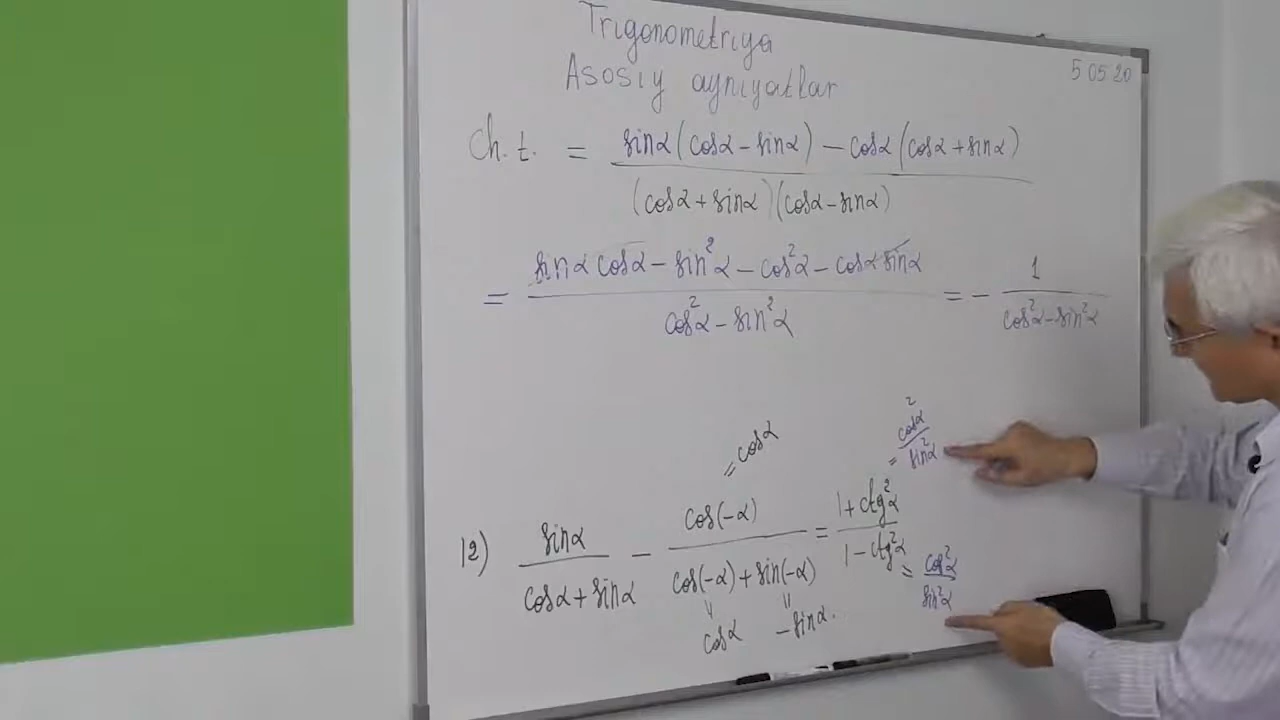 Trigonometriya
5 05 20
Asosiy ayniyatlar
Ch. t. = (sinα(cosα − sinα) − cosα(cosα + sinα)) / ((cosα + sinα)(cosα − sinα))
= (sinα cosα − sin²α − cos²α − cosα sinα) / (cos²α − sin²α) = − 1 / (cos²α − sin²α)
= cosα
= cos²α / sin²α
12) sinα / (cosα + sinα) − cos(−α) / (cos(−α) + sin(−α)) = (1 + ctg²α) / (1 − ctg²α)
= cos²α / sin²α
॥ ॥
cosα − sinα.